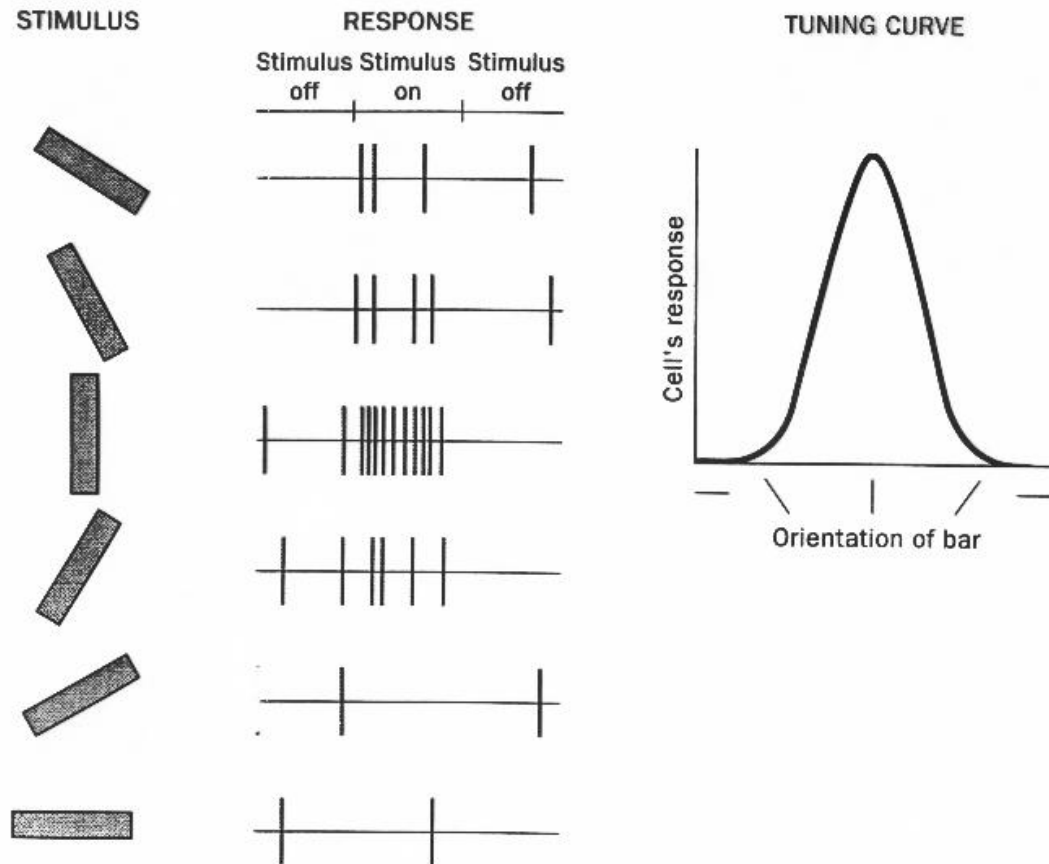 STIMULUS
RESPONSE
TUNING CURVE
Stimulus Stimulus Stimulus
off on off
Cell's response
Orientation of bar